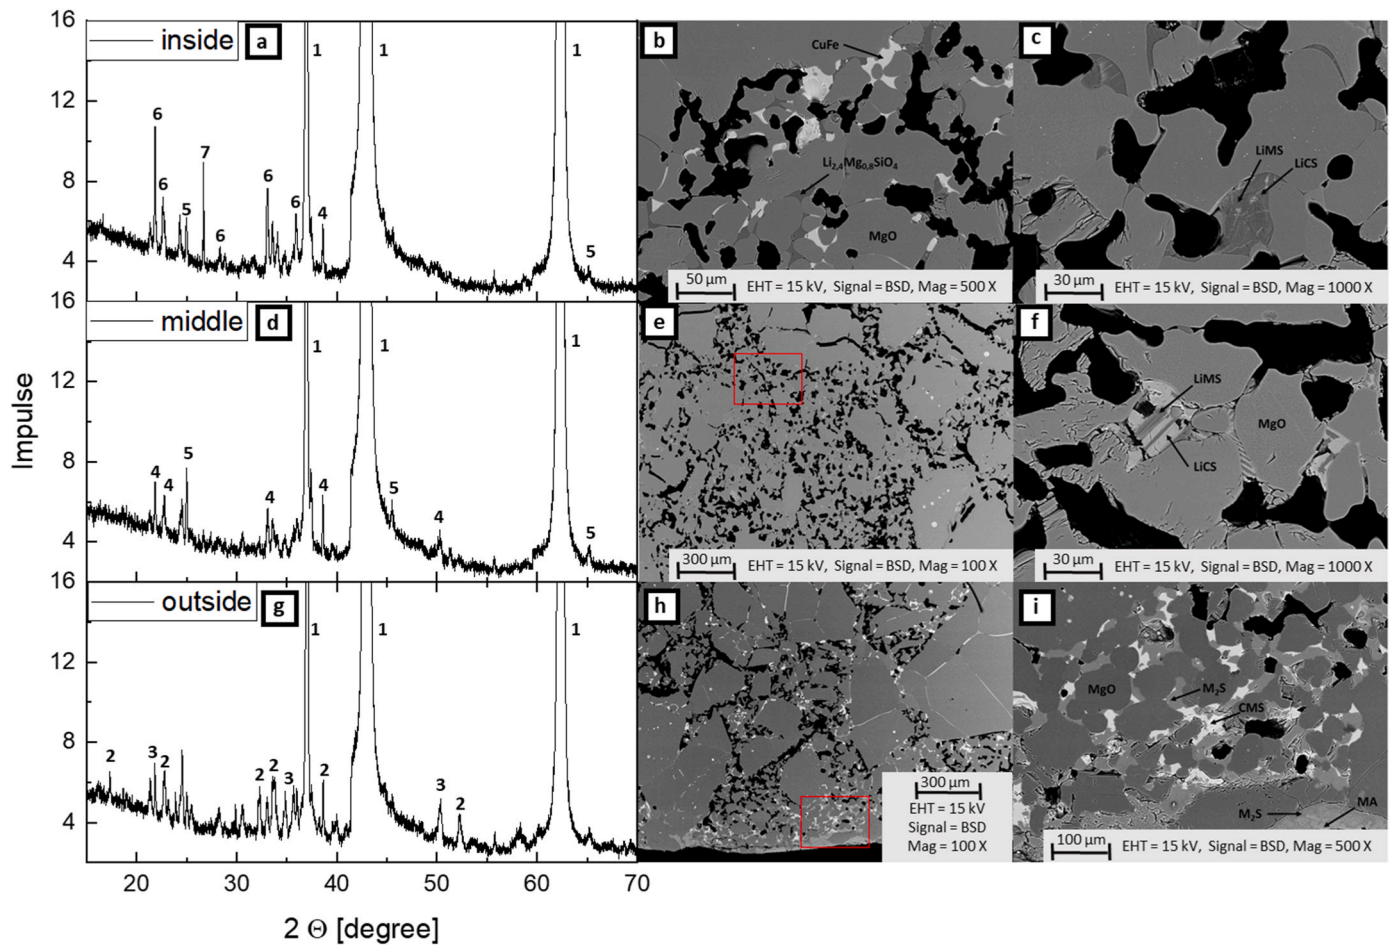 16
inside
a
1
1
1
12
6
7
8
6
6
6
5
4
6
5
4
b
CuFe
Li2,4Mg0,8SiO4
MgO
50 µm
EHT = 15 kV, Signal = BSD, Mag = 500 X
c
LiMS
LiCS
30 µm
EHT = 15 kV, Signal = BSD, Mag = 1000 X
16
middle
d
1
1
1
12
8
5
4
4
4
4
5
4
5
4
e
300 µm
EHT = 15 kV, Signal = BSD, Mag = 100 X
f
LiMS
MgO
LiCS
30 µm
EHT = 15 kV, Signal = BSD, Mag = 1000 X
Impulse
16
outside
g
1
1
1
12
8
2
3
2
2
2
3
2
3
2
4
20
30
40
50
60
70
2 Θ [degree]
h
300 µm
EHT = 15 kV
Signal = BSD
Mag = 100 X
i
MgO
M2S
CMS
M2S
MA
100 µm
EHT = 15 kV, Signal = BSD, Mag = 500 X